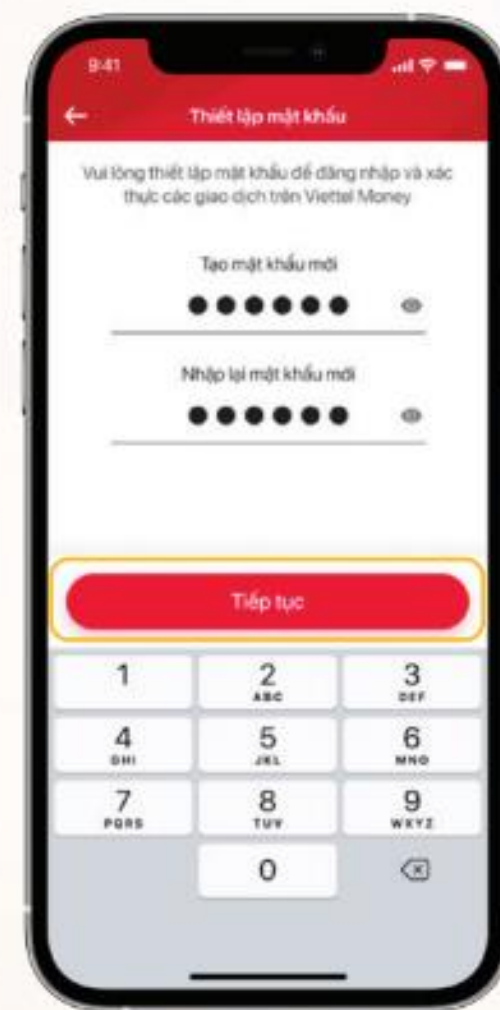 9:41
Thiết lập mật khẩu
Vui lòng thiết lập mật khẩu để đăng nhập và xác
thực các giao dịch trên Viettel Money
Tạo mật khẩu mới
Nhập lại mật khẩu mới
Tiếp tục
1
2
ABC
3
DEF
4
GHI
5
JKL
6
MNO
7
PQRS
8
TUV
9
WXYZ
0